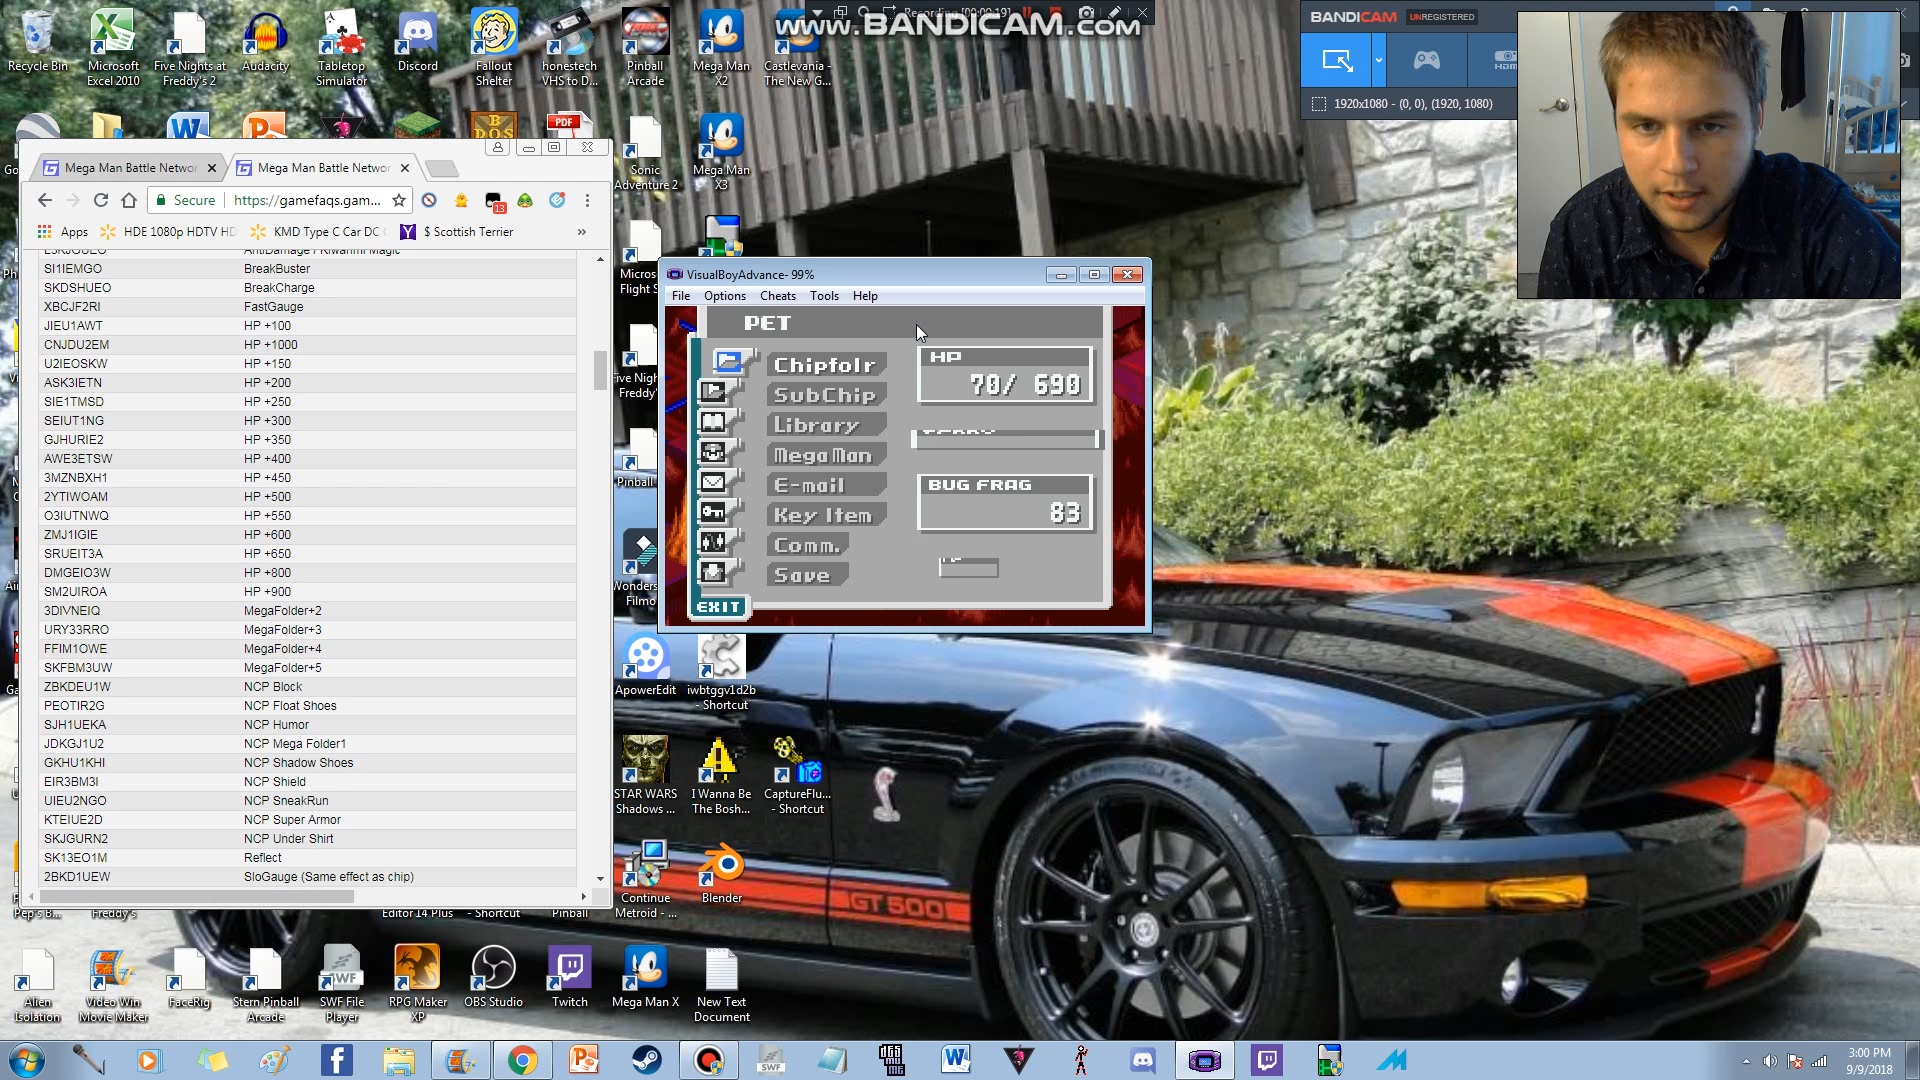 Recording [00:00:19]
www.BANDICAM.com
BANDICAM UNREGISTERED
1920x1080 - (0, 0), (1920, 1080)
Recycle Bin
Microsoft Excel 2010
Five Nights at Freddy's 2
Audacity
Tabletop Simulator
Discord
Fallout Shelter
honestech VHS to D...
Pinball Arcade
Mega Man X2
Castlevania - The New G...
Sonic Adventure 2
Mega Man X3
Mega Man Battle Networ
Mega Man Battle Networ
Secure
https://gamefaqs.gam...
13
Apps
HDE 1080p HDTV HD
KMD Type C Car DC
$ Scottish Terrier
»
SI1IEMGO BreakBuster
SKDSHUEO BreakCharge
XBCJF2RI FastGauge
JIEU1AWT HP +100
CNJDU2EM HP +1000
U2IEOSKW HP +150
ASK3IETN HP +200
SIE1TMSD HP +250
SEIUT1NG HP +300
GJHURIE2 HP +350
AWE3ETSW HP +400
3MZNBXH1 HP +450
2YTIWOAM HP +500
O3IUTNWQ HP +550
ZMJ1IGIE HP +600
SRUEIT3A HP +650
DMGEIO3W HP +800
SM2UIROA HP +900
3DIVNEIQ MegaFolder+2
URY33RRO MegaFolder+3
FFIM1OWE MegaFolder+4
SKFBM3UW MegaFolder+5
ZBKDEU1W NCP Block
PEOTIR2G NCP Float Shoes
SJH1UEKA NCP Humor
JDKGJ1U2 NCP Mega Folder1
GKHU1KHI NCP Shadow Shoes
EIR3BM3I NCP Shield
UIEU2NGO NCP SneakRun
KTEIUE2D NCP Super Armor
SKJGURN2 NCP Under Shirt
SK13EO1M Reflect
2BKD1UEW SloGauge (Same effect as chip)
VisualBoyAdvance- 99%
File Options Cheats Tools Help
PET
Chipfolr
SubChip
Library
MegaMan
E-mail
Key Item
Comm.
Save
EXIT
HP
70/ 690
BUG FRAG
83
ApowerEdit
iwbtggv1d2b - Shortcut
STAR WARS Shadows ...
I Wanna Be The Bosh...
CaptureFlu... - Shortcut
Continue Metroid - ...
Blender
Editor 14 Plus
- Shortcut
Pinball
GT 500
Alien Isolation
Video Win Movie Maker
FaceRig
Stern Pinball Arcade
SWF File Player
RPG Maker XP
OBS Studio
Twitch
Mega Man X
New Text Document
3:00 PM
9/9/2018